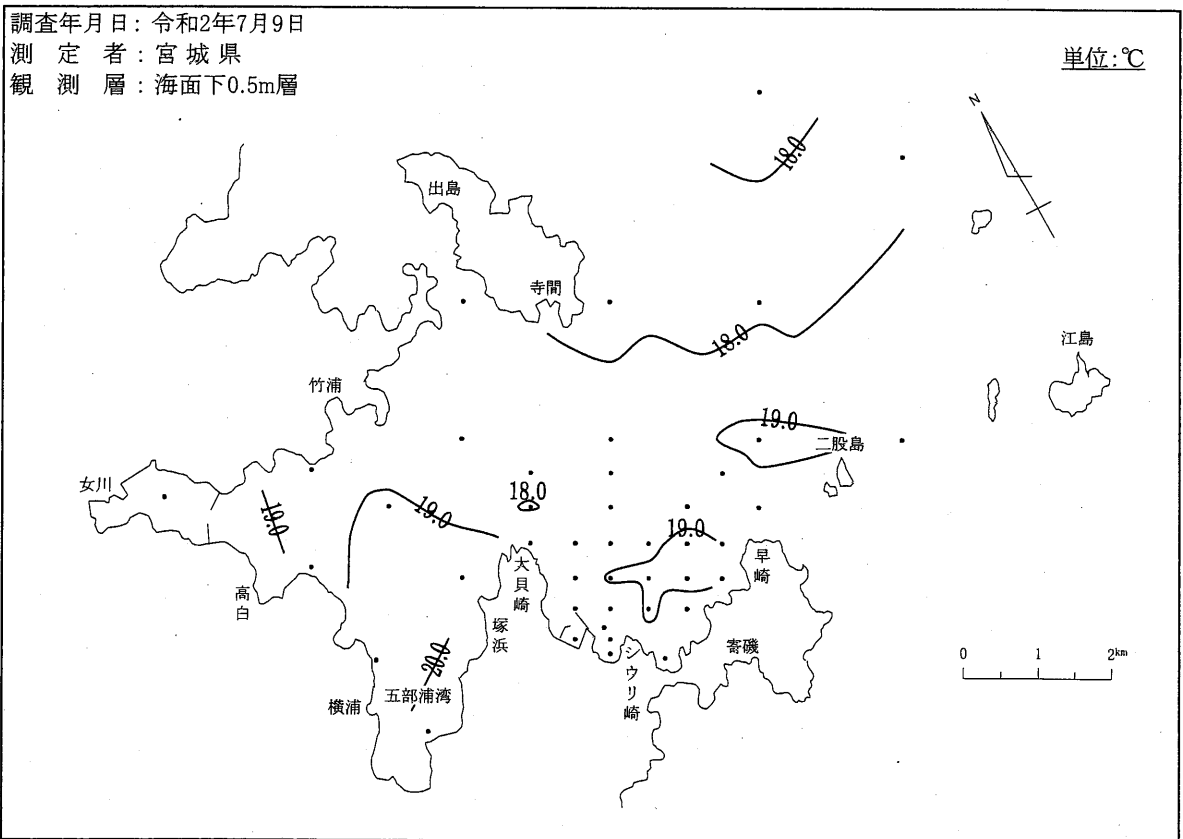 調査年月日：令和2年7月9日
測定者：宮城県
観測層：海面下0.5m層
単位：℃
N
18.0
出島
寺間
18.0
江島
竹浦
19.0
二股島
女川
19.0
19.0
18.0
19.0
大貝崎
早崎
高白
塚浜
シウリ崎
寄磯
20.0
五部浦湾
横浦
0 1 2km